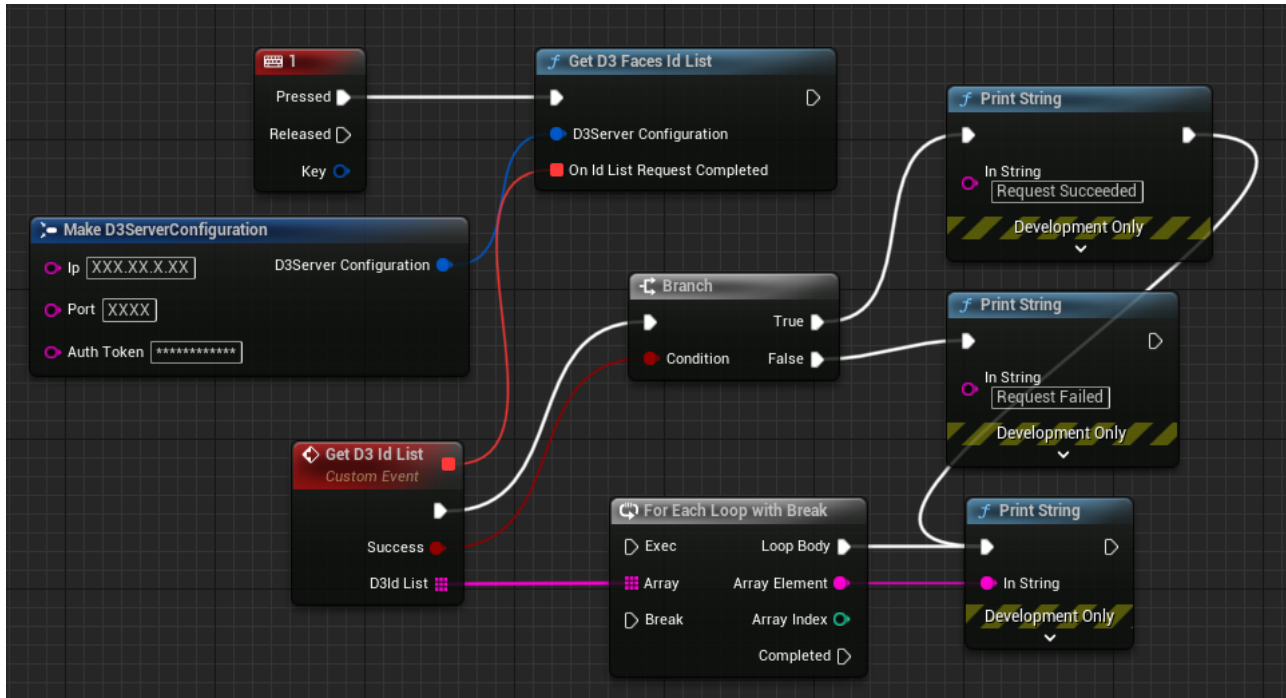 1
Pressed
Released
Key
Get D3 Faces Id List
D3Server Configuration
On Id List Request Completed
Print String
In String
Request Succeeded
Development Only
Make D3ServerConfiguration
Ip XXX.XX.X.XX D3Server Configuration
Port XXXX
Auth Token ************
Branch
True
Condition False
Print String
In String
Request Failed
Development Only
Get D3 Id List
Custom Event
Success
D3Id List
For Each Loop with Break
Exec Loop Body
Array Array Element
Break Array Index
Completed
Print String
In String
Development Only